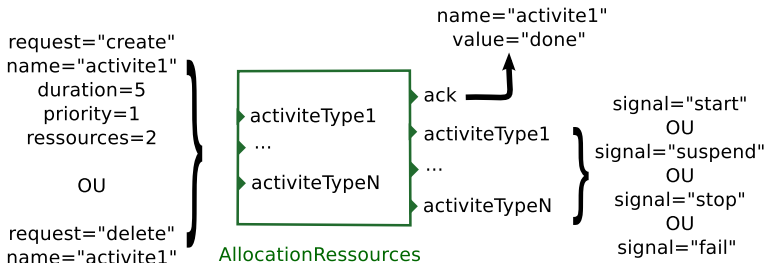 request="create"
name="activite1"
duration=5
priority=1
ressources=2
OU
request="delete"
name="activite1"
activiteType1
...
activiteTypeN
AllocationRessources
name="activite1"
value="done"
ack
activiteType1
...
activiteTypeN
signal="start"
OU
signal="suspend"
OU
signal="stop"
OU
signal="fail"